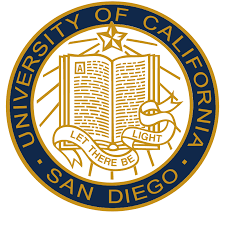 UNIVERSITY OF CALIFORNIA
• SAN DIEGO •
A
LET THERE BE
LIGHT